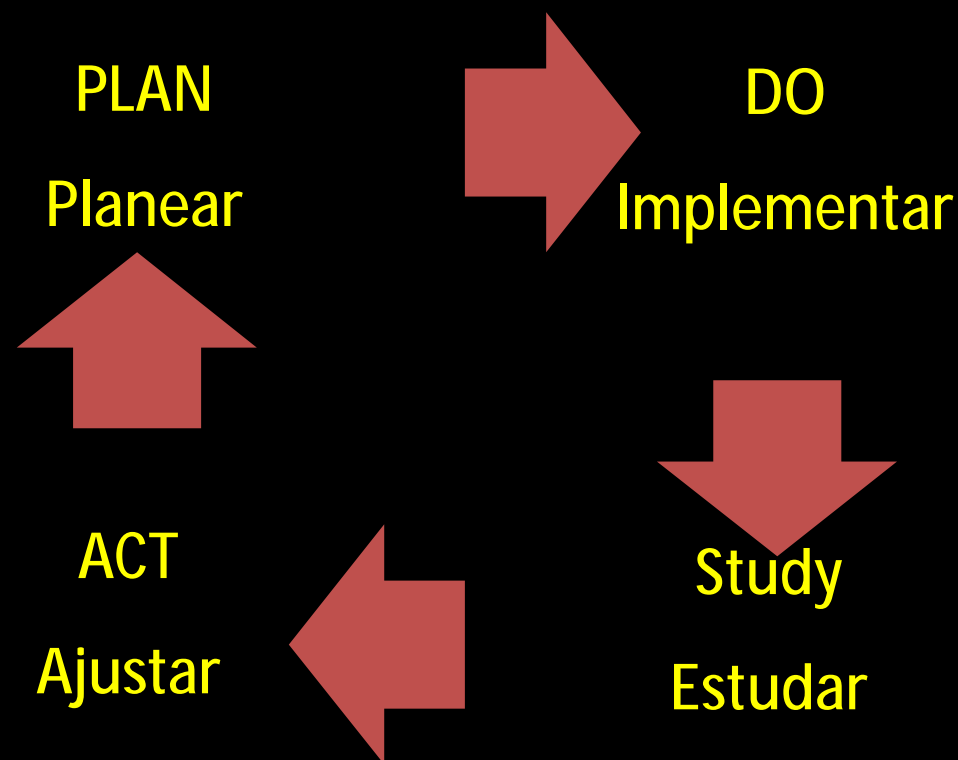 PLAN
Planear
DO
Implementar
ACT
Ajustar
Study
Estudar